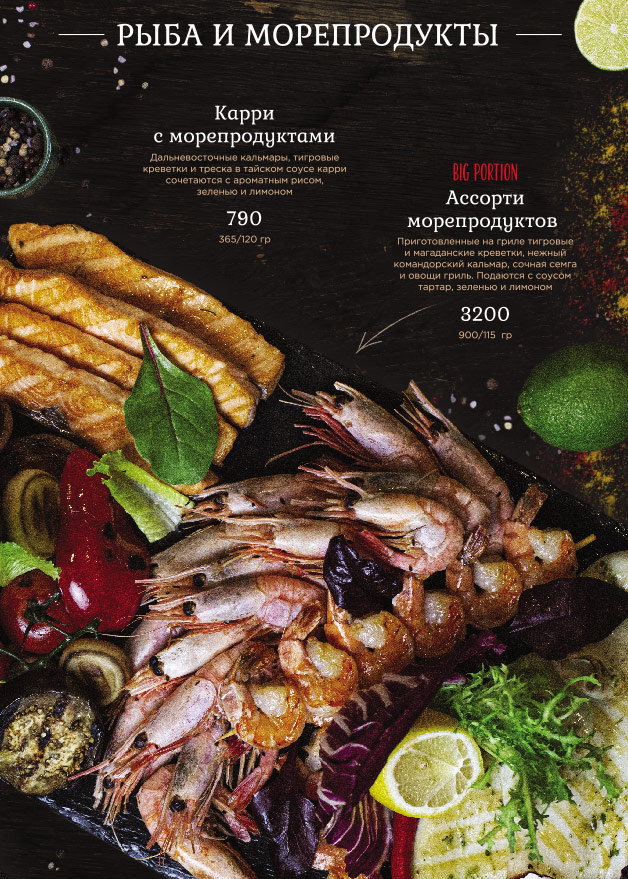 РЫБА И МОРЕПРОДУКТЫ
Карри
с морепродуктами
Дальневосточные кальмары, тигровые
креветки и треска в тайском соусе карри
сочетаются с ароматным рисом,
зеленью и лимоном
790
365/120 гр
BIG PORTION
Ассорти
морепродуктов
Приготовленные на гриле тигровые
и магаданские креветки, нежный
командорский кальмар, сочная семга
и овощи гриль. Подаются с соусом
тартар, зеленью и лимоном
3200
900/115 гр